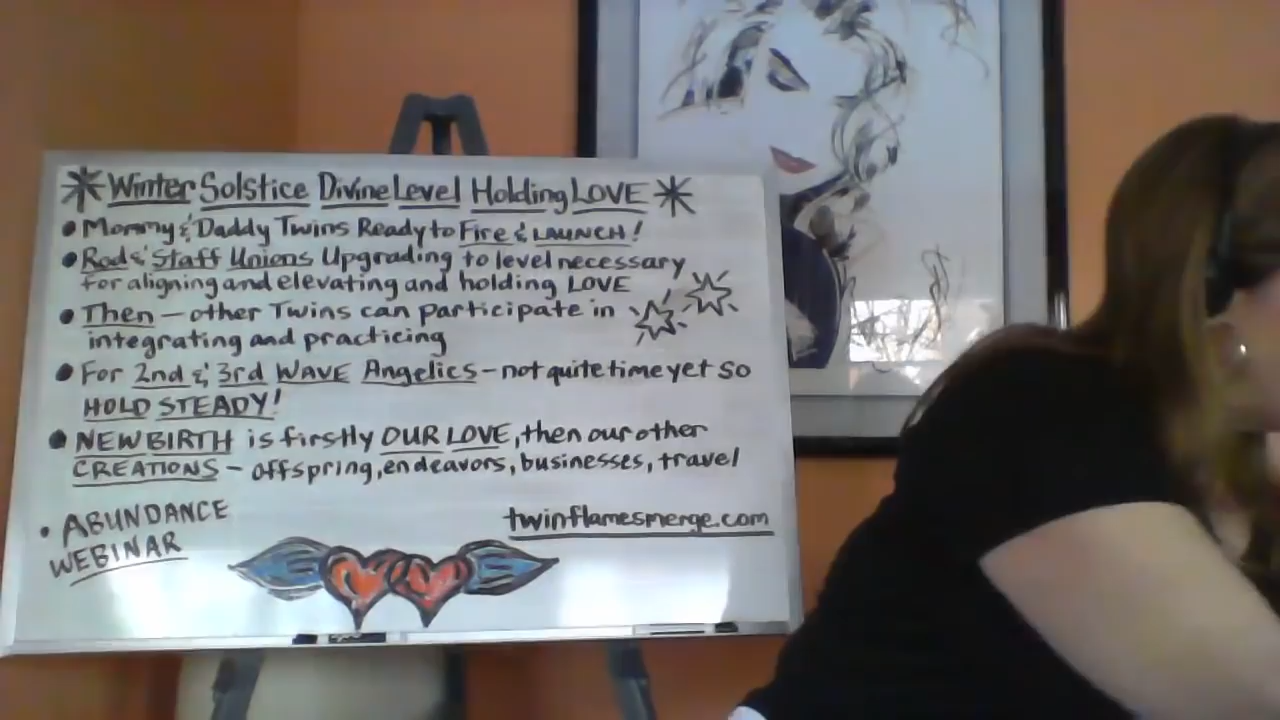 * Winter Solstice Divine Level Holding LOVE *
• Mommy & Daddy Twins Ready to Fire & LAUNCH!
• Rod & Staff Unions Upgrading to level necessary
for aligning and elevating and holding LOVE
• Then — other Twins can participate in
integrating and practicing
• For 2nd & 3rd WAVE Angelics - not quite time yet so
HOLD STEADY!
• NEW BIRTH is firstly OUR LOVE, then our other
CREATIONS - offspring, endeavors, businesses, travel
• ABUNDANCE
WEBINAR
twinflamesmerge.com